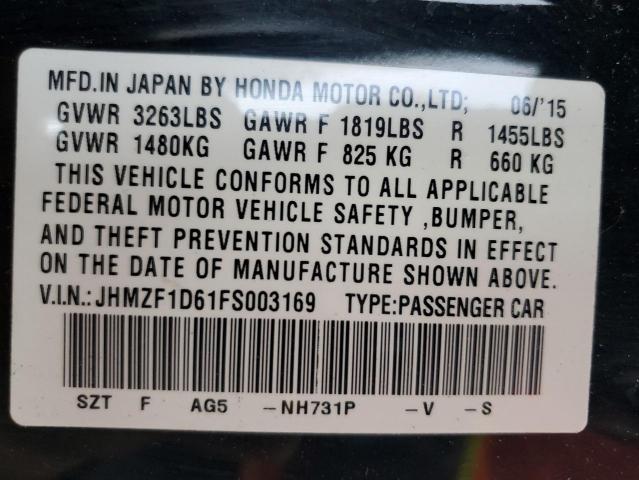 MFD.IN JAPAN BY HONDA MOTOR CO.,LTD; 06/'15
GVWR 3263LBS GAWR F 1819LBS R 1455LBS
GVWR 1480KG GAWR F 825 KG R 660 KG
THIS VEHICLE CONFORMS TO ALL APPLICABLE
FEDERAL MOTOR VEHICLE SAFETY ,BUMPER,
AND THEFT PREVENTION STANDARDS IN EFFECT
ON THE DATE OF MANUFACTURE SHOWN ABOVE.
V.I.N.:JHMZF1D61FS003169 TYPE:PASSENGER CAR
SZT F AG5 -NH731P -V -S